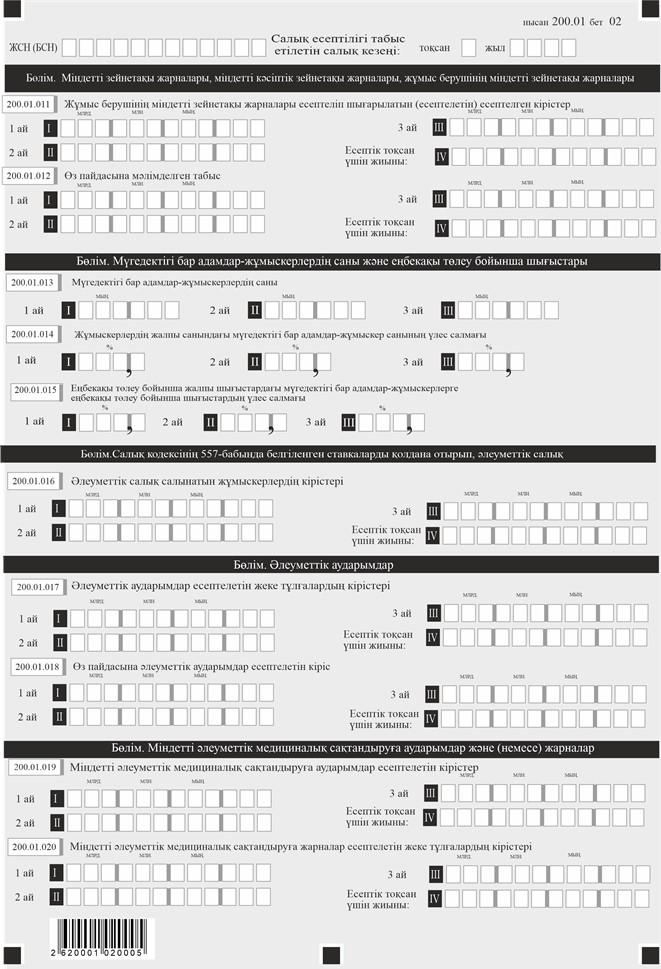 нысан 200.01 бет 02
ЖСН (БСН) Салық есептілігі табыс етілетін салық кезеңі: тоқсан жыл
Бөлім. Міндетті зейнетақы жарналары, міндетті кәсіптік зейнетақы жарналары, жұмыс берушінің міндетті зейнетақы жарналары
200.01.011 Жұмыс берушінің міндетті зейнетақы жарналары есептеліп шығарылатын (есептелетін) есептелген кірістер
МЛРД МЛН МЫҢ МЛРД МЛН МЫҢ
1 ай I 3 ай III
2 ай II Есептік тоқсан үшін жиыны: IV
200.01.012 Өз пайдасына мәлімделген табыс
МЛРД МЛН МЫҢ МЛРД МЛН МЫҢ
1 ай I 3 ай III
2 ай II Есептік тоқсан үшін жиыны: IV
Бөлім. Мүгедектігі бар адамдар-жұмыскерлердің саны және еңбекақы төлеу бойынша шығыстары
200.01.013 Мүгедектігі бар адамдар-жұмыскерлердің саны
МЫҢ МЫҢ МЫҢ
1 ай I 2 ай II 3 ай III
200.01.014 Жұмыскерлердің жалпы санындағы мүгедектігі бар адамдар-жұмыскер санының үлес салмағы
% % %
1 ай I , 2 ай II , 3 ай III ,
200.01.015 Еңбекақы төлеу бойынша жалпы шығыстардағы мүгедектігі бар адамдар-жұмыскерлерге
еңбекақы төлеу бойынша шығыстардың үлес салмағы
% % %
1 ай I , 2 ай II , 3 ай III ,
Бөлім.Салық кодексінің 557-бабында белгіленген ставкаларды қолдана отырып, әлеуметтік салық
200.01.016 Әлеуметтік салық салынатын жұмыскерлердің кірістері
МЛРД МЛН МЫҢ МЛРД МЛН МЫҢ
1 ай I 3 ай III
2 ай II Есептік тоқсан үшін жиыны: IV
Бөлім. Әлеуметтік аударымдар
200.01.017 Әлеуметтік аударымдар есептелетін жеке тұлғалардың кірістері
МЛРД МЛН МЫҢ МЛРД МЛН МЫҢ
1 ай I 3 ай III
2 ай II Есептік тоқсан үшін жиыны: IV
200.01.018 Өз пайдасына әлеуметтік аударымдар есептелетін кіріс
МЛРД МЛН МЫҢ МЛРД МЛН МЫҢ
1 ай I 3 ай III
2 ай II Есептік тоқсан үшін жиыны: IV
Бөлім. Міндетті әлеуметтік медициналық сақтандыруға аударымдар және (немесе) жарналар
200.01.019 Міндетті әлеуметтік медициналық сақтандыруға аударымдар есептелетін кірістер
МЛРД МЛН МЫҢ МЛРД МЛН МЫҢ
1 ай I 3 ай III
2 ай II Есептік тоқсан үшін жиыны: IV
200.01.020 Міндетті әлеуметтік медициналық сақтандыруға жарналар есептелетін жеке тұлғалардың кірістері
МЛРД МЛН МЫҢ МЛРД МЛН МЫҢ
1 ай I 3 ай III
2 ай II Есептік тоқсан үшін жиыны: IV
2 620001 020005